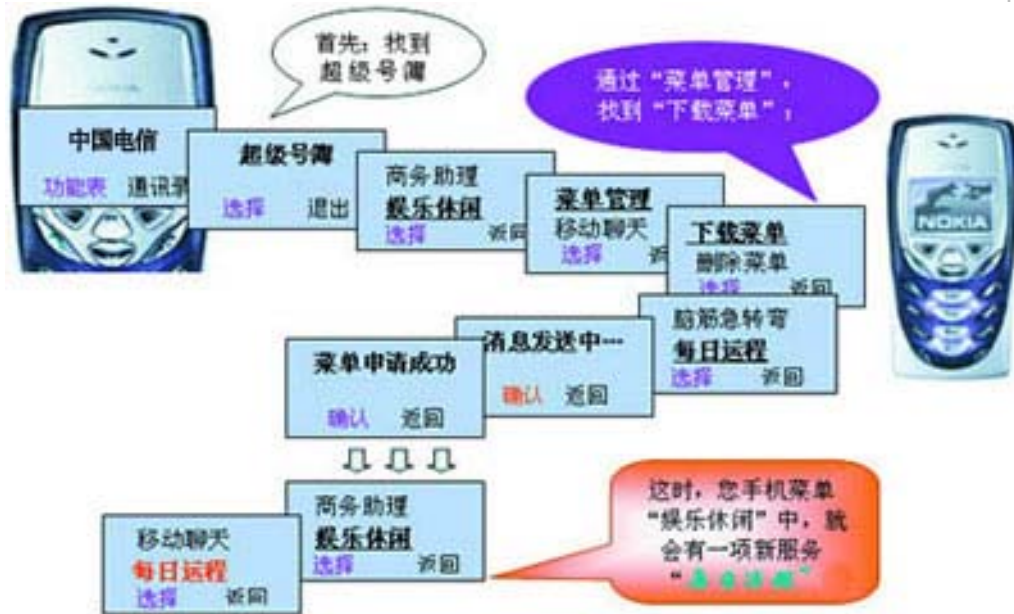 首先：找到
超级号簿
通过“菜单管理”，
找到“下载菜单”；
中国电信
功能表 通讯录
超级号簿
选择 退出
商务助理
娱乐休闲
选择 返回
菜单管理
移动聊天
选择 返
下载菜单
删除菜单
选择 返回
NOKIA
脑筋急转弯
每日运程
选择 返回
消息发送中…
确认 返回
菜单申请成功
确认 返回
商务助理
娱乐休闲
选择 返回
移动聊天
每日运程
选择 返回
这时，您手机菜单
“娱乐休闲”中，就
会有一项新服务